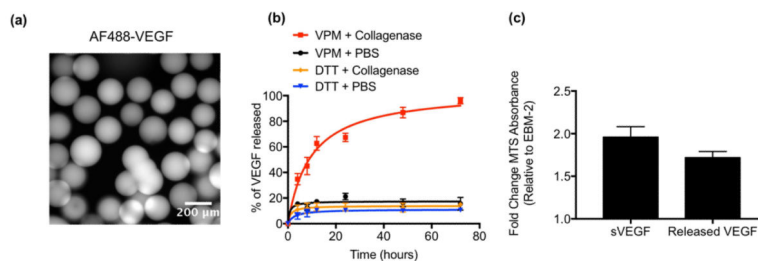 (a)
AF488-VEGF
200 μm
(b)
VPM + Collagenase
VPM + PBS
DTT + Collagenase
DTT + PBS
% of VEGF released
100
80
60
40
20
0
0 20 40 60 80
Time (hours)
(c)
Fold Change MTS Absorbance
(Relative to EBM-2)
2.5
2.0
1.5
1.0
sVEGF Released VEGF